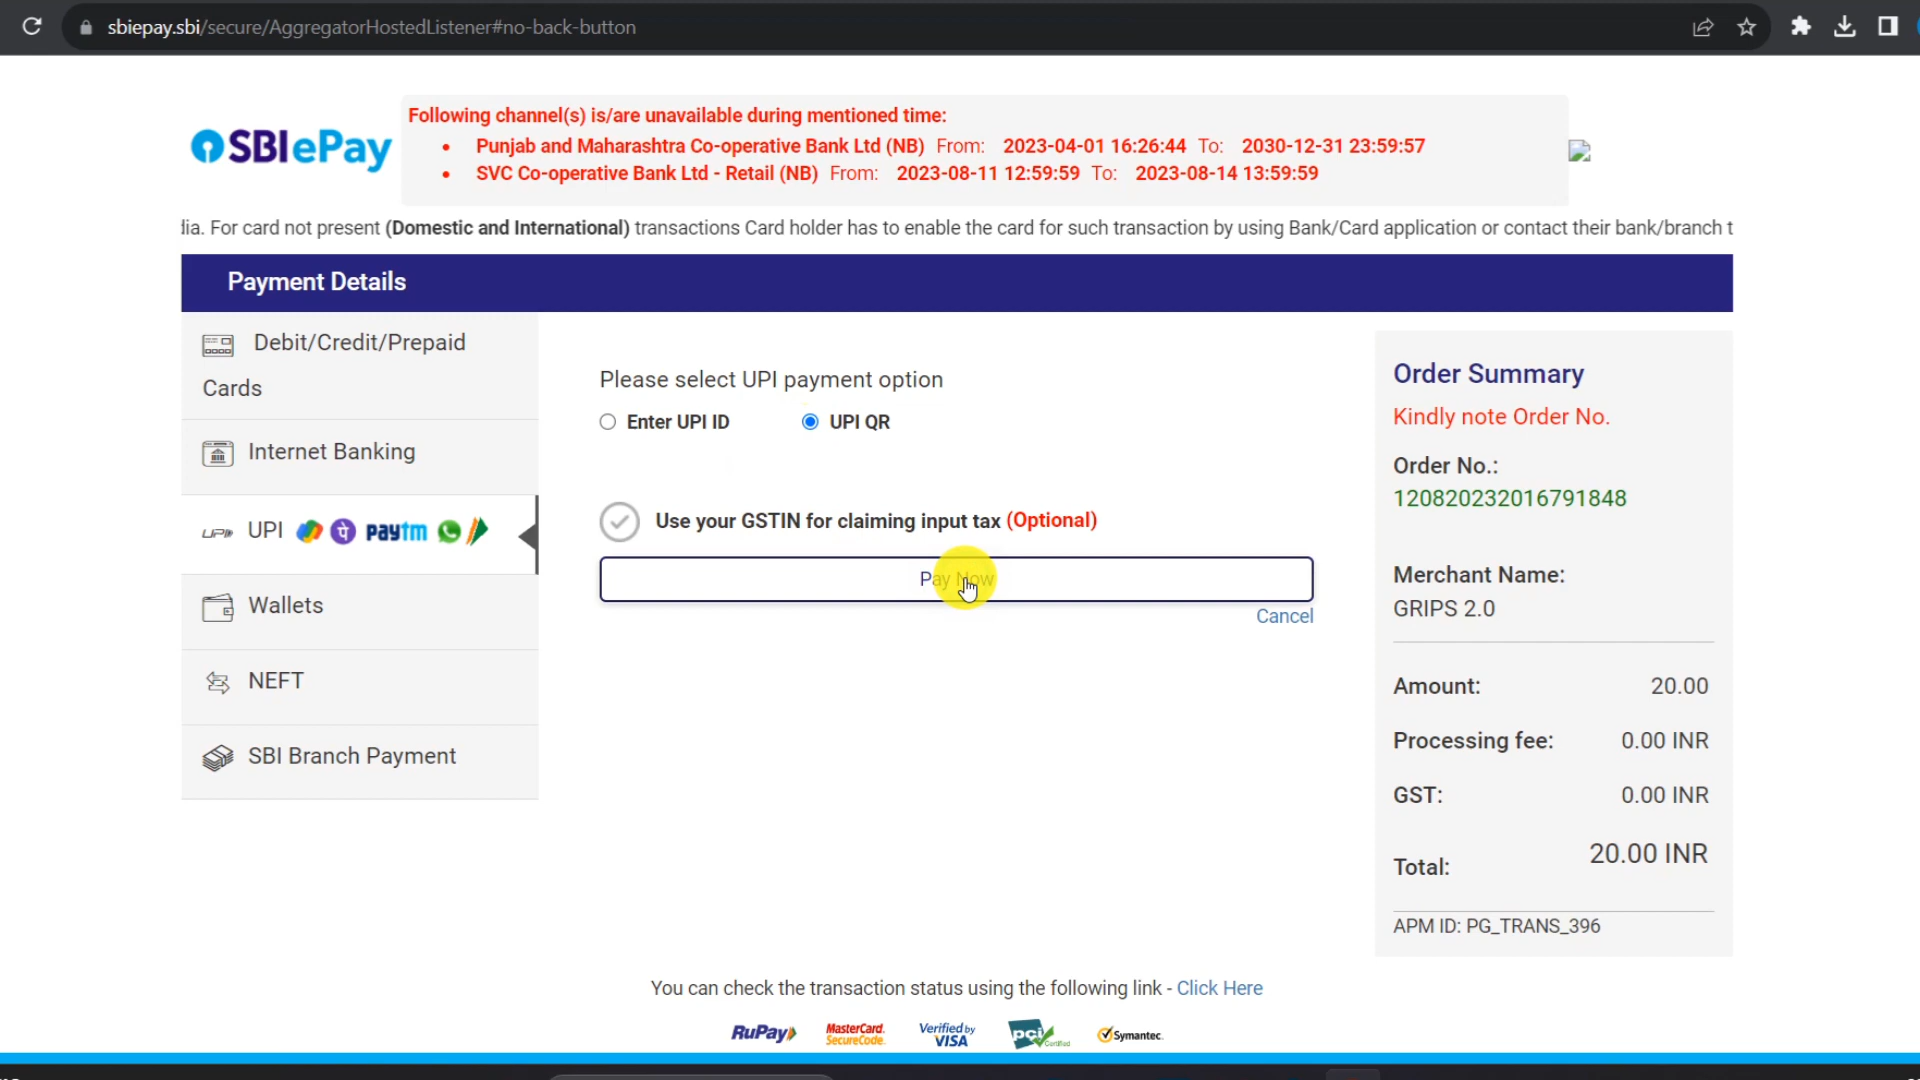 sbiepay.sbi/secure/AggregatorHostedListener#no-back-button
SBIePay
Following channel(s) is/are unavailable during mentioned time:
• Punjab and Maharashtra Co-operative Bank Ltd (NB) From: 2023-04-01 16:26:44 To: 2030-12-31 23:59:57
• SVC Co-operative Bank Ltd - Retail (NB) From: 2023-08-11 12:59:59 To: 2023-08-14 13:59:59
dia. For card not present (Domestic and International) transactions Card holder has to enable the card for such transaction by using Bank/Card application or contact their bank/branch t
Payment Details
Debit/Credit/Prepaid
Cards
Internet Banking
UPI UPI paytm
Wallets
NEFT
SBI Branch Payment
Please select UPI payment option
Enter UPI ID UPI QR
Use your GSTIN for claiming input tax (Optional)
Pay Now
Cancel
Order Summary
Kindly note Order No.
Order No.:
120820232016791848
Merchant Name:
GRIPS 2.0
Amount: 20.00
Processing fee: 0.00 INR
GST: 0.00 INR
Total: 20.00 INR
APM ID: PG_TRANS_396
You can check the transaction status using the following link - Click Here
RuPay MasterCard. SecureCode. Verified by VISA pci Certified Symantec.